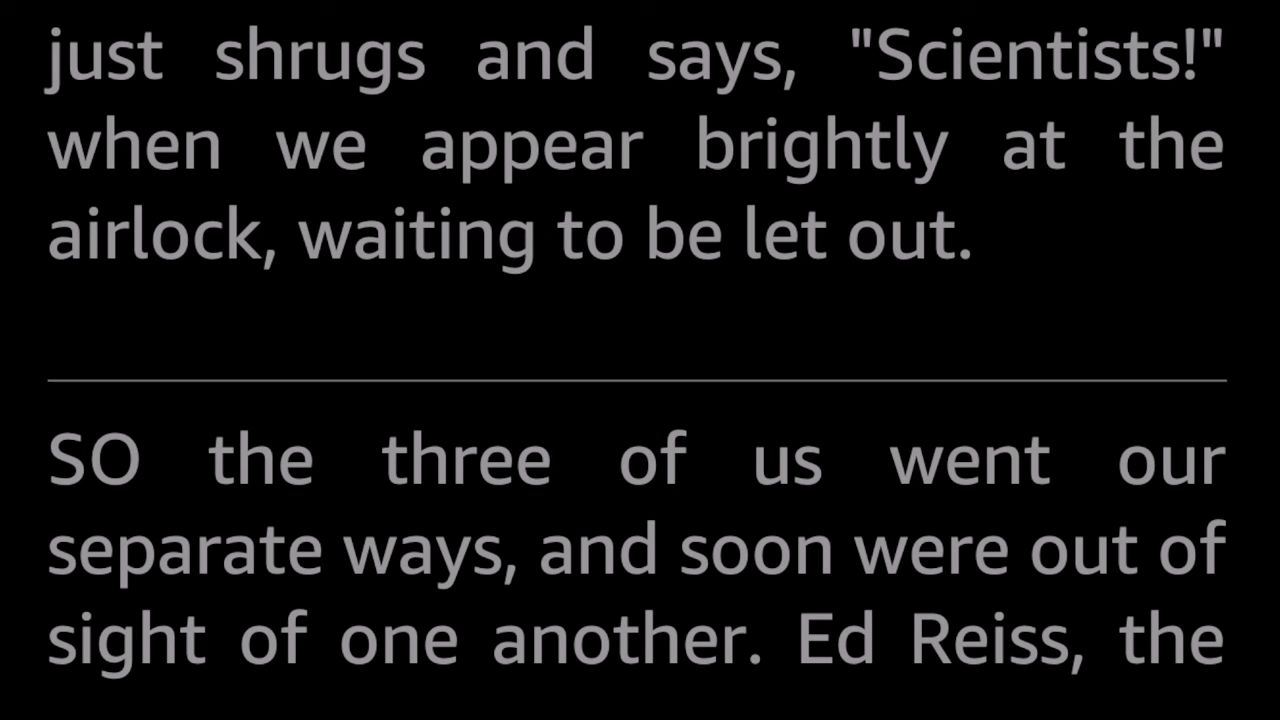 just shrugs and says, "Scientists!"
when we appear brightly at the
airlock, waiting to be let out.
SO the three of us went our
separate ways, and soon were out of
sight of one another. Ed Reiss, the